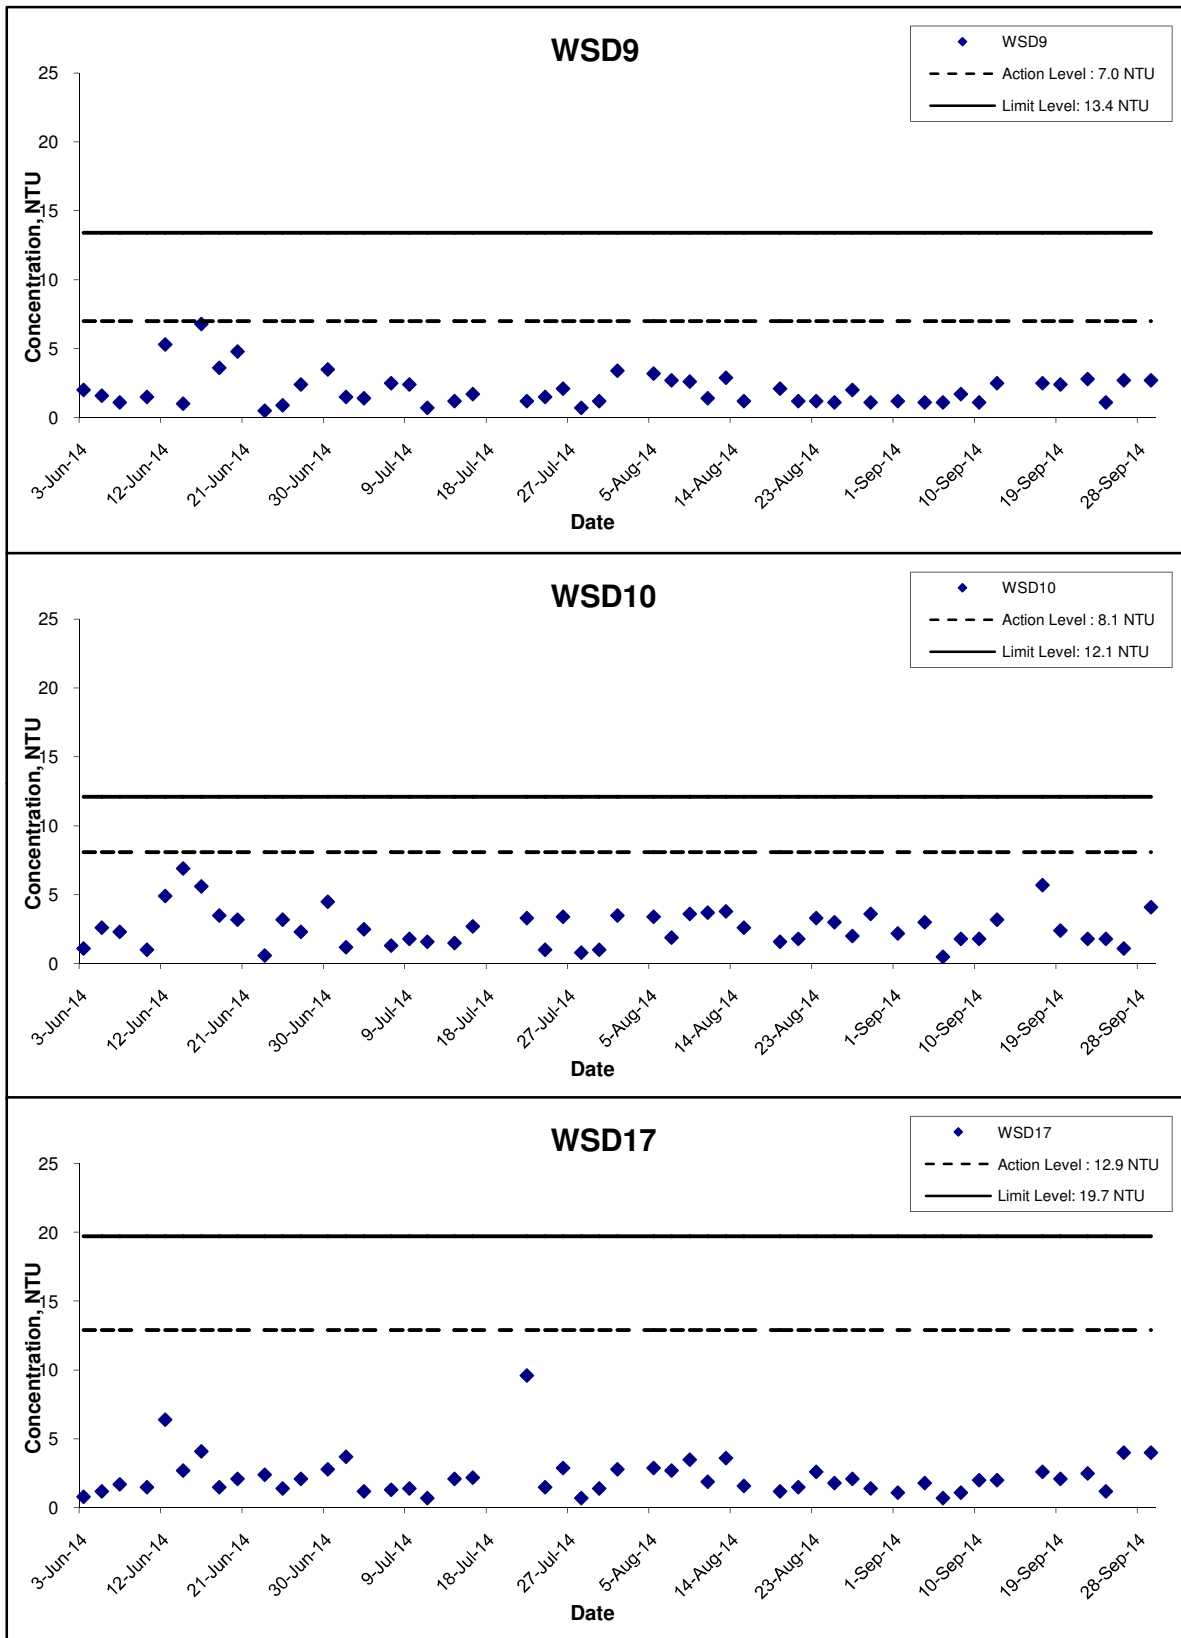 WSD9
WSD9
Action Level : 7.0 NTU
Limit Level: 13.4 NTU
Concentration, NTU
25
20
15
10
5
0
3-Jun-14
12-Jun-14
21-Jun-14
30-Jun-14
9-Jul-14
18-Jul-14
27-Jul-14
5-Aug-14
14-Aug-14
23-Aug-14
1-Sep-14
10-Sep-14
19-Sep-14
28-Sep-14
Date
WSD10
WSD10
Action Level : 8.1 NTU
Limit Level: 12.1 NTU
Concentration, NTU
25
20
15
10
5
0
3-Jun-14
12-Jun-14
21-Jun-14
30-Jun-14
9-Jul-14
18-Jul-14
27-Jul-14
5-Aug-14
14-Aug-14
23-Aug-14
1-Sep-14
10-Sep-14
19-Sep-14
28-Sep-14
Date
WSD17
WSD17
Action Level : 12.9 NTU
Limit Level: 19.7 NTU
Concentration, NTU
25
20
15
10
5
0
3-Jun-14
12-Jun-14
21-Jun-14
30-Jun-14
9-Jul-14
18-Jul-14
27-Jul-14
5-Aug-14
14-Aug-14
23-Aug-14
1-Sep-14
10-Sep-14
19-Sep-14
28-Sep-14
Date